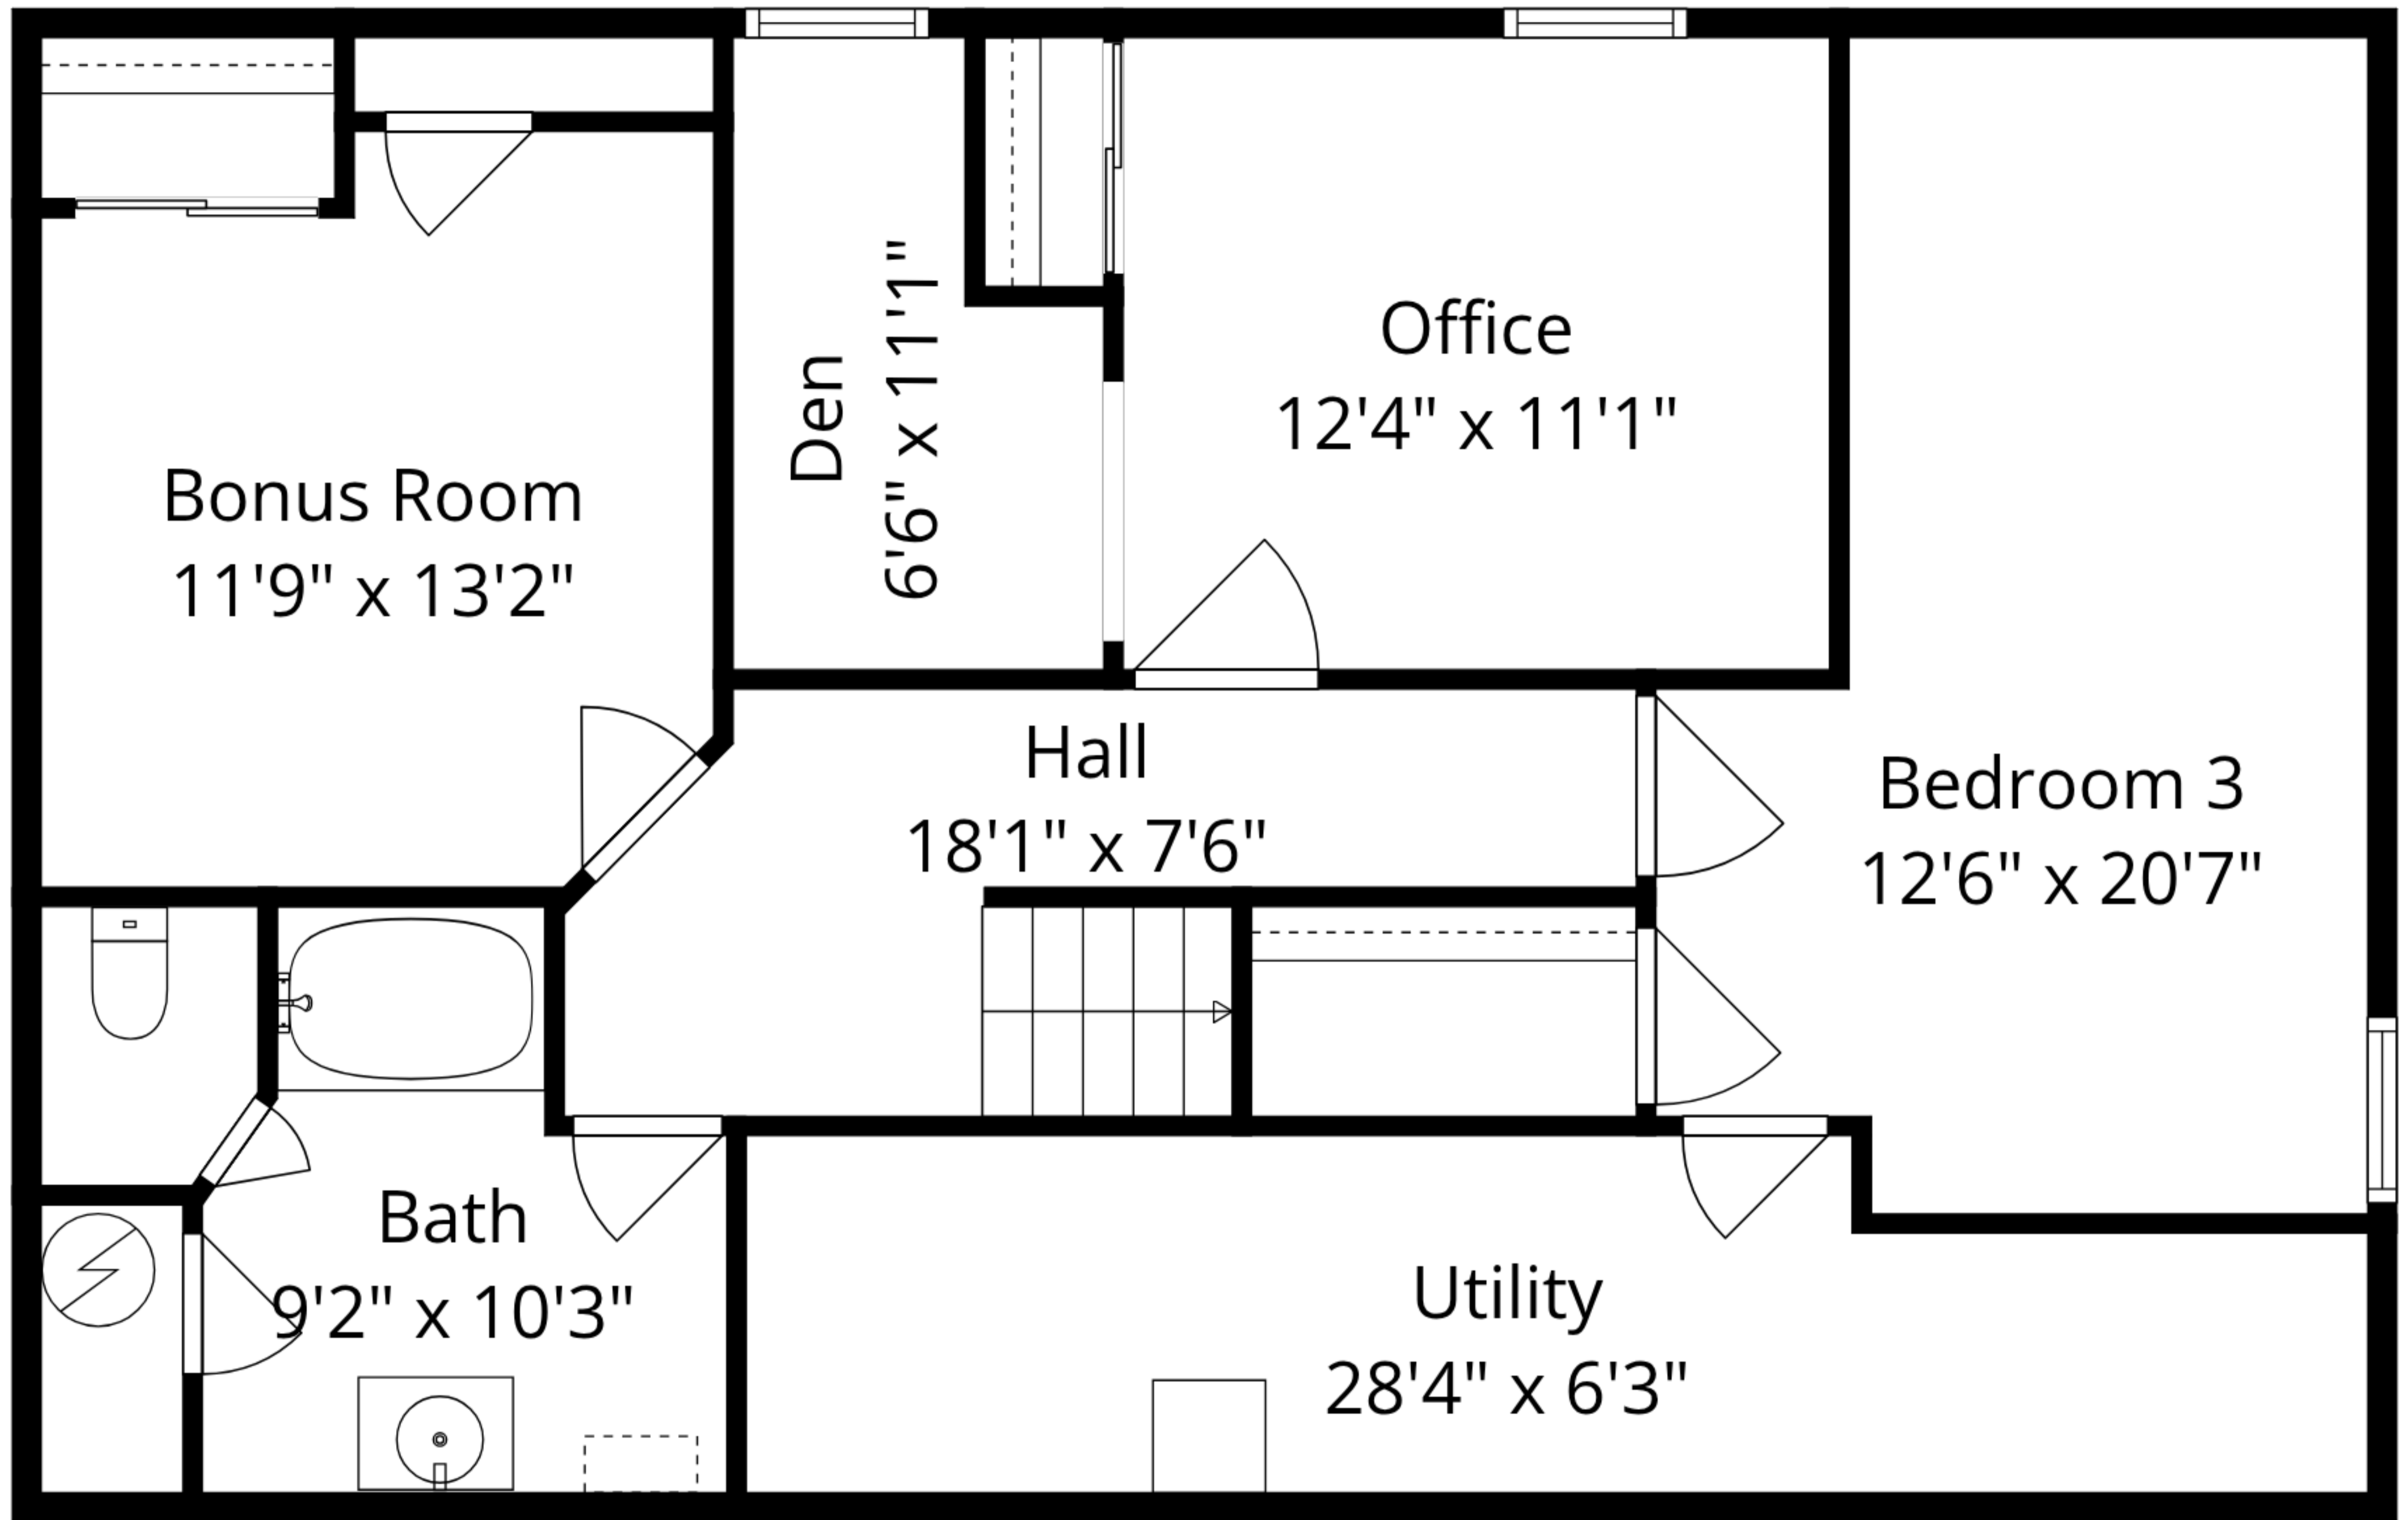 Bonus Room
11'9" x 13'2"
Den
6'6" x 11'1"
Office
12'4" x 11'1"
Hall
18'1" x 7'6"
Bedroom 3
12'6" x 20'7"
Bath
9'2" x 10'3"
Utility
28'4" x 6'3"